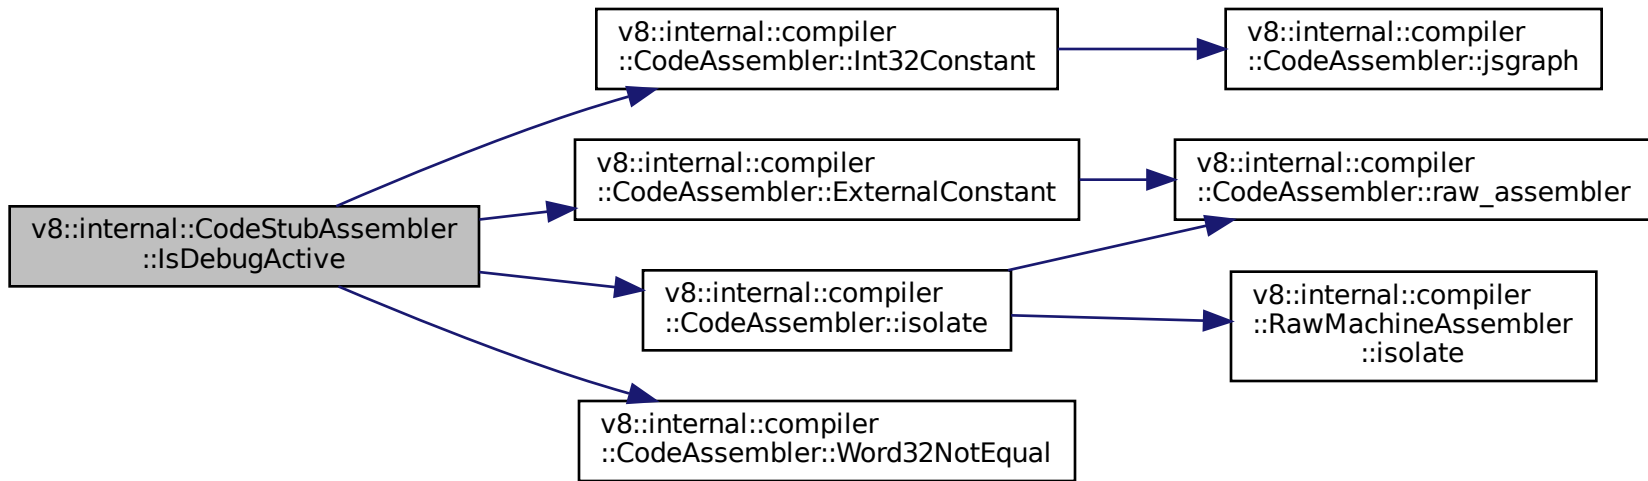 v8::internal::CodeStubAssembler
::IsDebugActive
v8::internal::compiler
::CodeAssembler::Int32Constant
v8::internal::compiler
::CodeAssembler::jsgraph
v8::internal::compiler
::CodeAssembler::ExternalConstant
v8::internal::compiler
::CodeAssembler::raw_assembler
v8::internal::compiler
::CodeAssembler::isolate
v8::internal::compiler
::RawMachineAssembler
::isolate
v8::internal::compiler
::CodeAssembler::Word32NotEqual